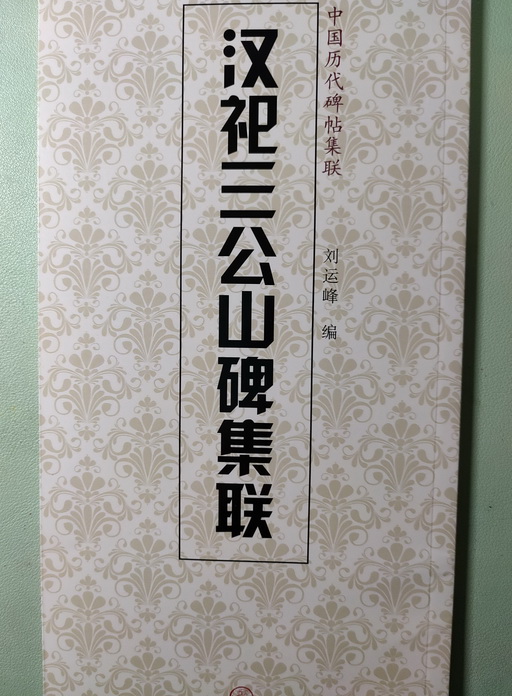 中国历代碑帖集联
刘运峰 编
汉祀三公山碑集联